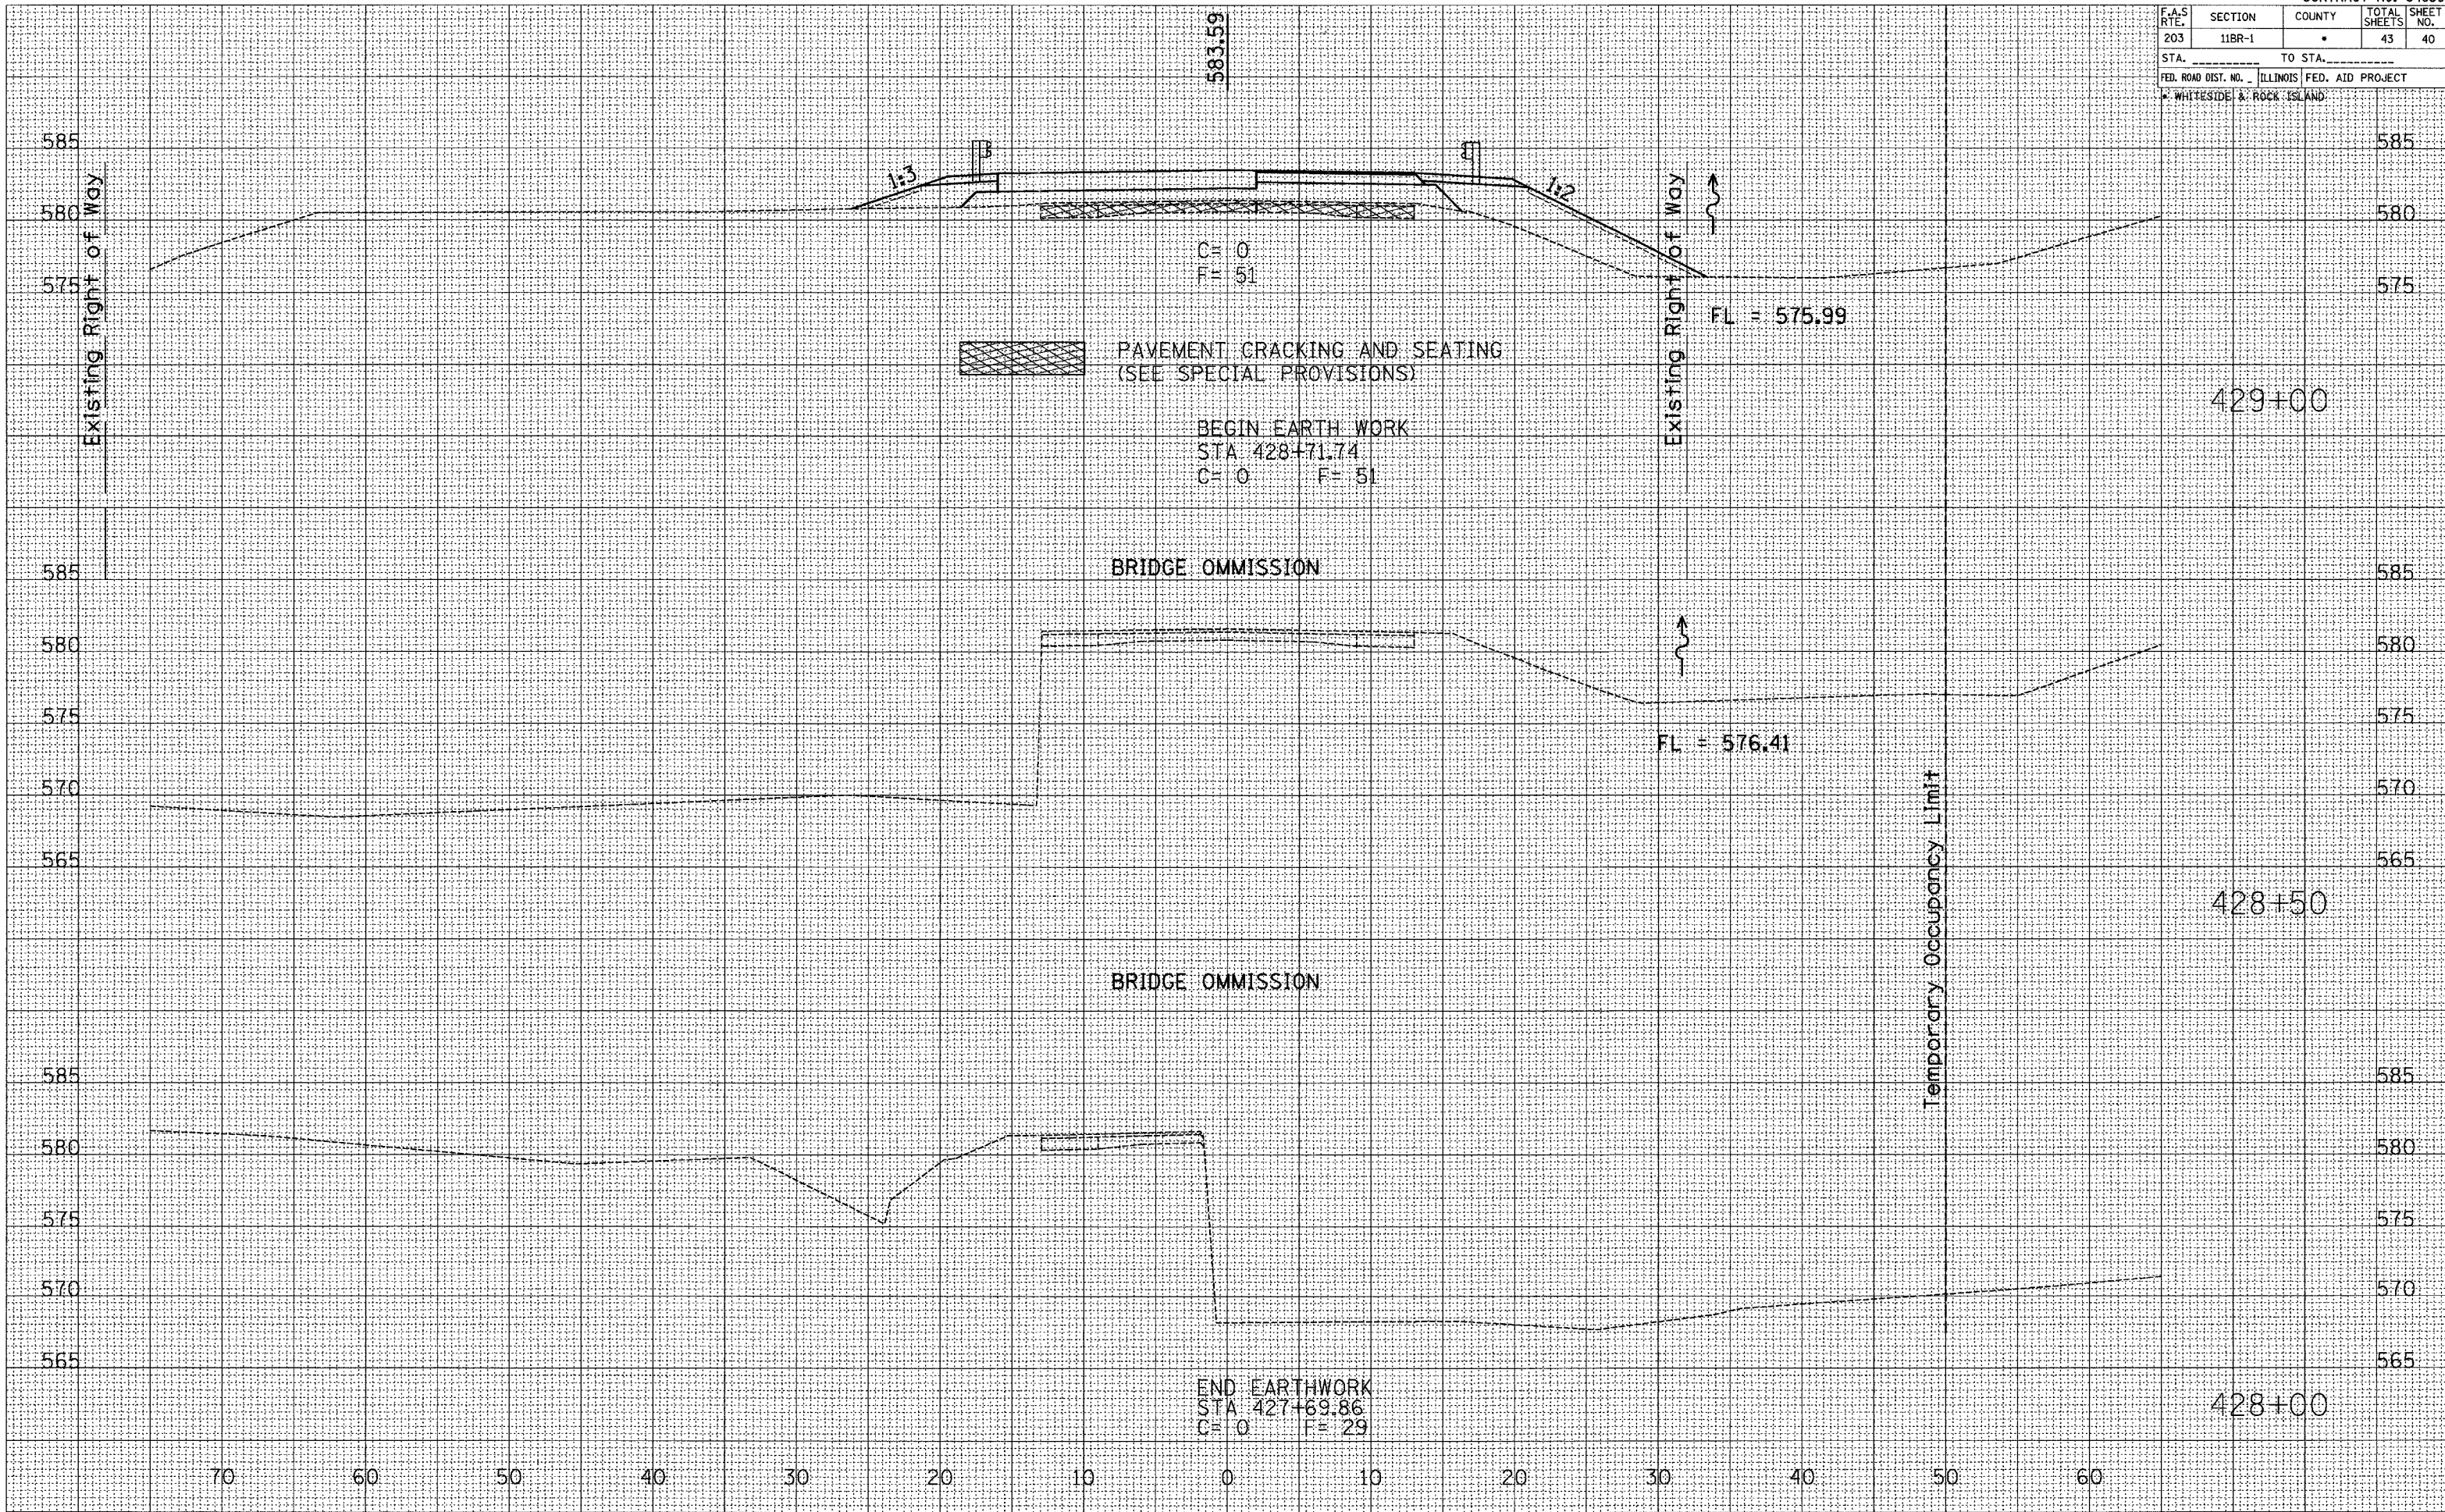 F.A.S RTE. SECTION COUNTY TOTAL SHEETS SHEET NO.
203 11BR-1 • 43 40
STA. __________ TO STA.__________
FED. ROAD DIST. NO. _ ILLINOIS FED. AID PROJECT
• WHITESIDE & ROCK ISLAND
583.59
585 585
1:3 1:2
580 580
C= 0
F= 51
575 575
Existing Right of Way
Existing Right of Way
FL = 575.99
PAVEMENT CRACKING AND SEATING
(SEE SPECIAL PROVISIONS)
429+00
BEGIN EARTH WORK
STA 428+71.74
C= 0 F= 51
BRIDGE OMMISSION
585 585
580 580
575 575
FL = 576.41
570 570
565 565
Temporary Occupancy Limit
428+50
BRIDGE OMMISSION
585 585
580 580
575 575
570 570
565 565
END EARTHWORK
STA 427+69.86
C= 0 F= 29
428+00
70 60 50 40 30 20 10 0 10 20 30 40 50 60